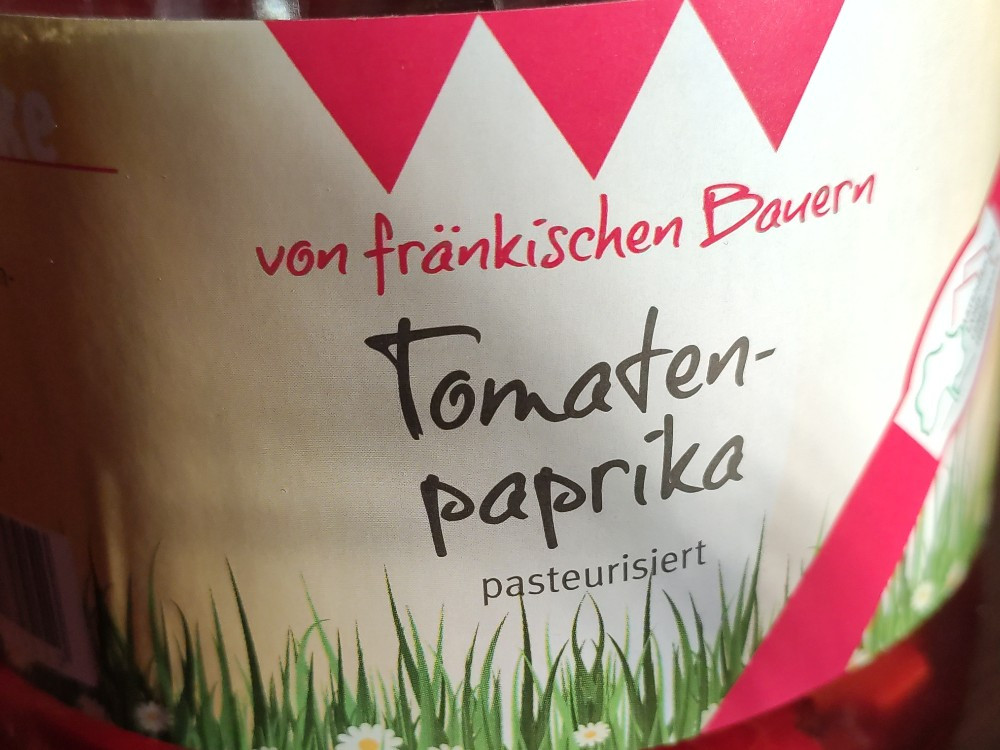 von fränkischen Bauern
Tomaten-
paprika
pasteurisiert